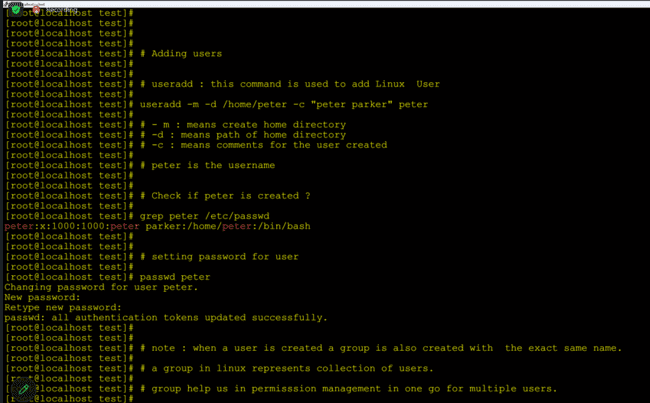 Recording
[root@localhost test]#
[root@localhost test]#
[root@localhost test]#
[root@localhost test]#
[root@localhost test]# # Adding users
[root@localhost test]#
[root@localhost test]#
[root@localhost test]# # useradd : this command is used to add Linux  User
[root@localhost test]#
[root@localhost test]# useradd -m -d /home/peter -c "peter parker" peter
[root@localhost test]#
[root@localhost test]# # - m : means create home directory
[root@localhost test]# # -d : means path of home directory
[root@localhost test]# # -c : means comments for the user created
[root@localhost test]#
[root@localhost test]# # peter is the username
[root@localhost test]#
[root@localhost test]#
[root@localhost test]# # Check if peter is created ?
[root@localhost test]#
[root@localhost test]# grep peter /etc/passwd
peter:x:1000:1000:peter parker:/home/peter:/bin/bash
[root@localhost test]#
[root@localhost test]#
[root@localhost test]# # setting password for user
[root@localhost test]#
[root@localhost test]# passwd peter
Changing password for user peter.
New password:
Retype new password:
passwd: all authentication tokens updated successfully.
[root@localhost test]#
[root@localhost test]#
[root@localhost test]# # note : when a user is created a group is also created with  the exact same name.
[root@localhost test]#
[root@localhost test]# # a group in linux represents collection of users.
[root@localhost test]#
[root@localhost test]# # group help us in permisssion management in one go for multiple users.
[root@localhost test]#